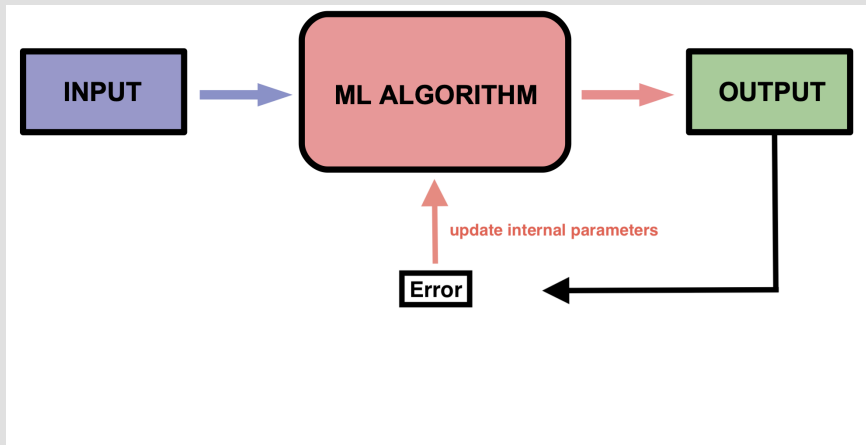 INPUT
ML ALGORITHM
OUTPUT
update internal parameters
Error